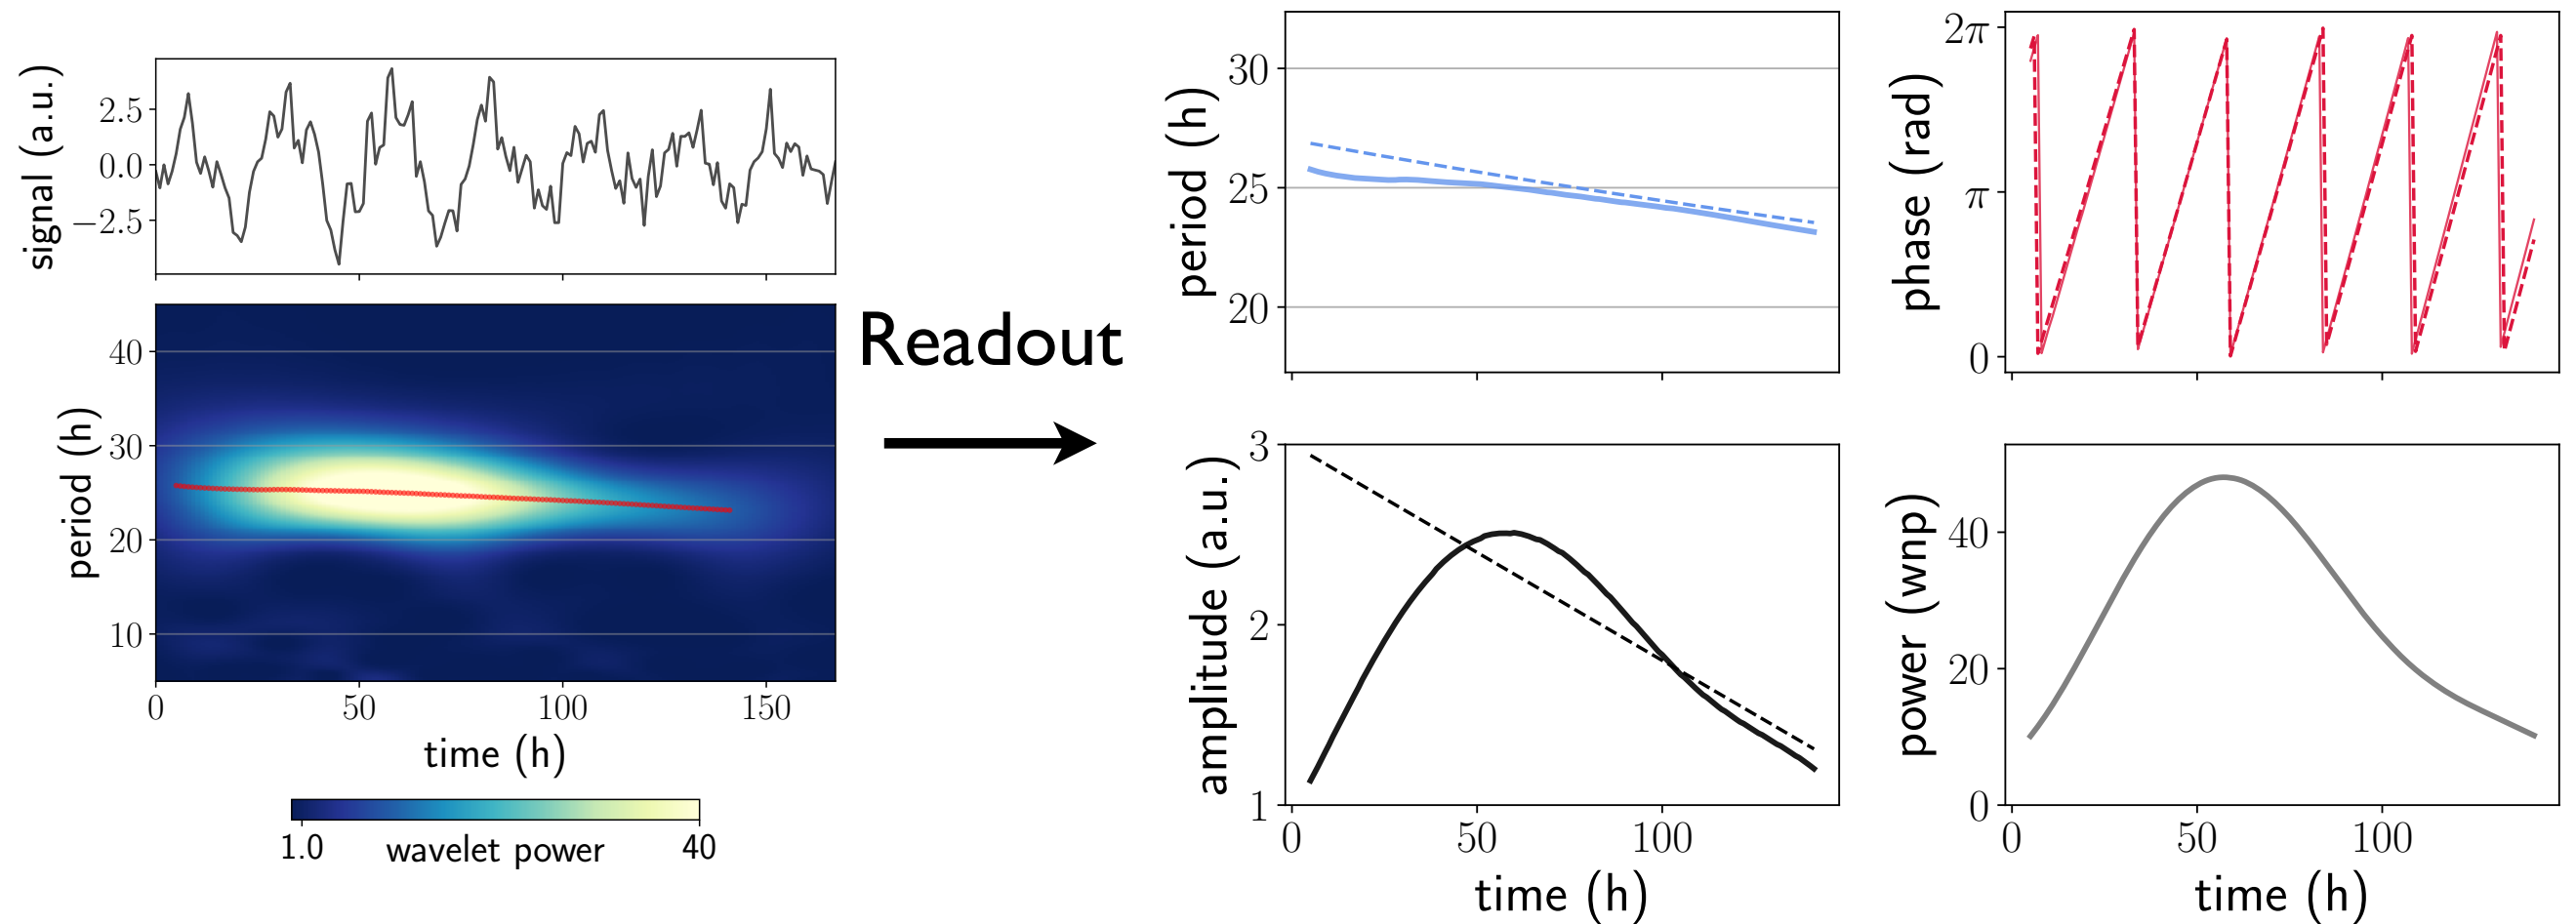 signal (a.u.)
2.5
0.0
−2.5
period (h)
40
30
20
10
0 50 100 150
time (h)
1.0 wavelet power 40
Readout
period (h)
30
25
20
phase (rad)
2π
π
0
amplitude (a.u.)
3
2
1
0 50 100
time (h)
power (wnp)
40
20
0
0 50 100
time (h)